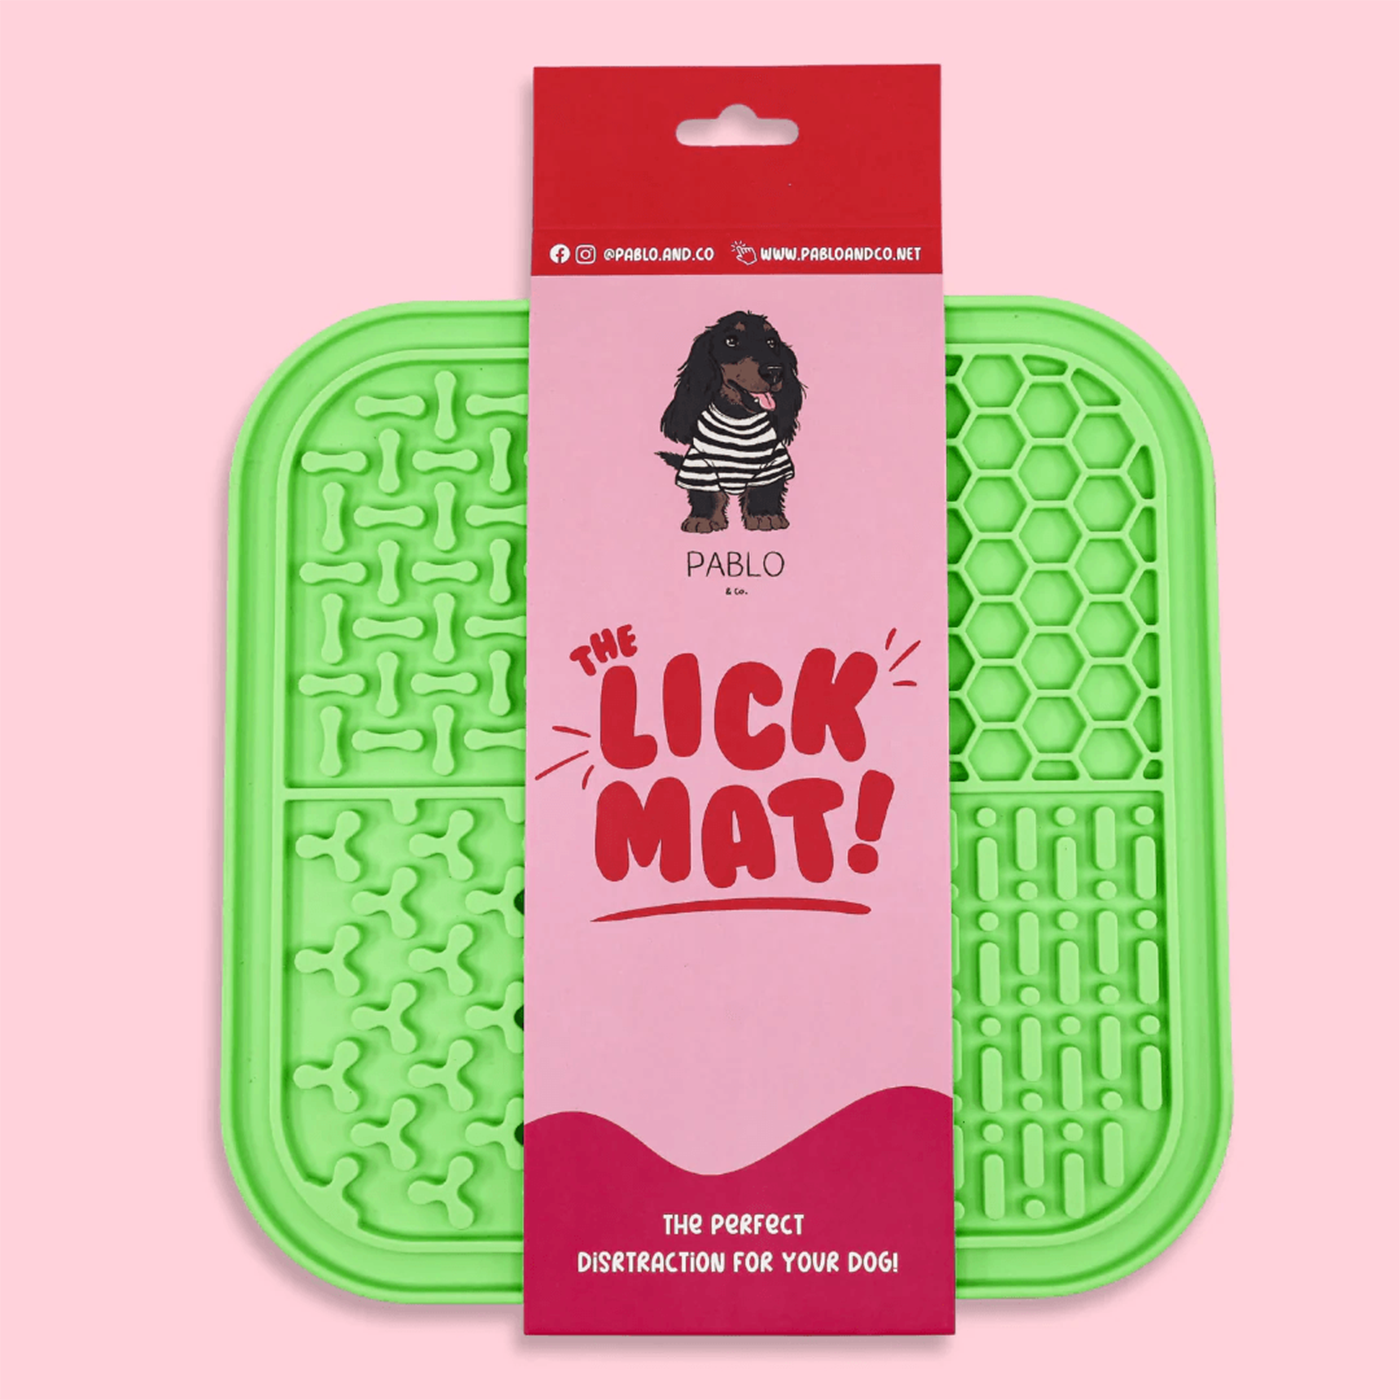 @PABLO.AND.CO WWW.PABLOANDCO.NET
PABLO
& Co.
THE
LICK
MAT!
THE PERFECT
DISRTRACTION FOR YOUR DOG!